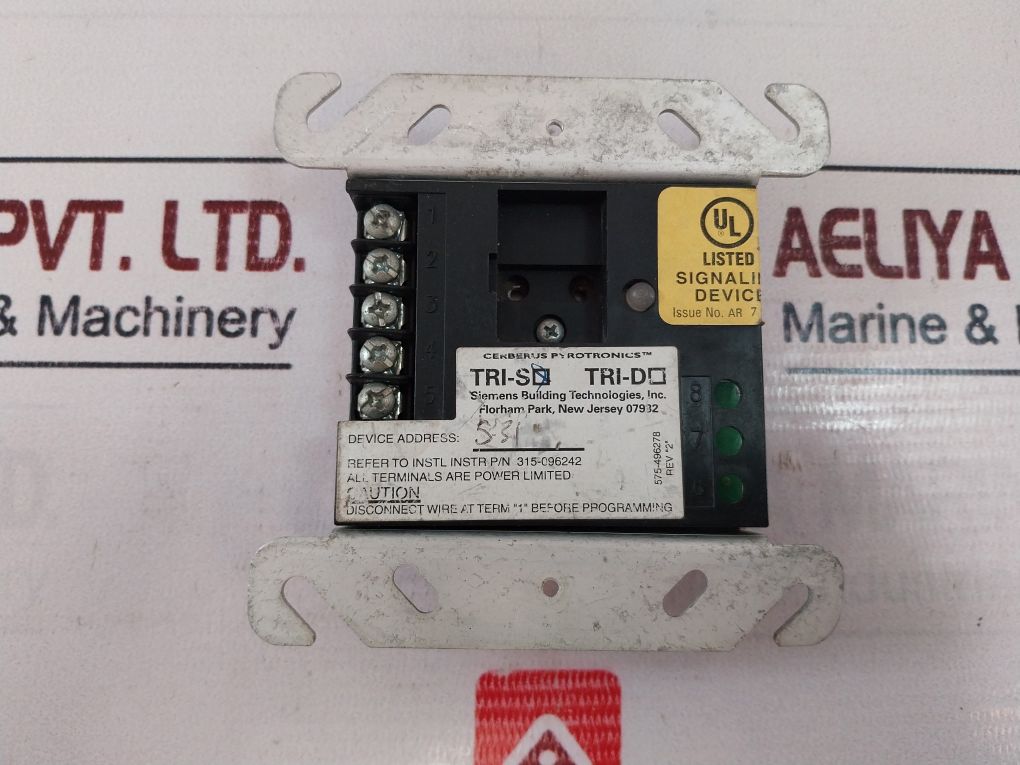 PVT. LTD.
& Machinery
AELIYA
Marine &
1
2
3
4
5
UL
®
LISTED
SIGNALI
DEVICE
Issue No. AR 7
CERBERUS PYROTRONICS™
TRI-S TRI-D
Siemens Building Technologies, Inc.
Florham Park, New Jersey 07932
DEVICE ADDRESS: 5-31
REFER TO INSTL INSTR P/N 315-096242
ALL TERMINALS ARE POWER LIMITED
CAUTION
DISCONNECT WIRE AT TERM "1" BEFORE PROGRAMMING
575-496278
REV "2"
8
7
6